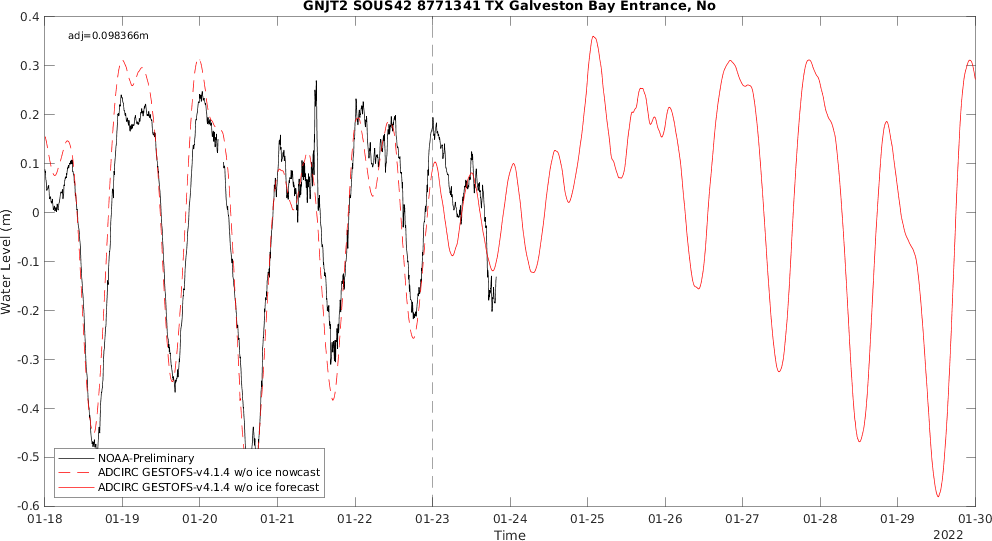 GNJT2 SOUS42 8771341 TX Galveston Bay Entrance, No
adj=0.098366m
0.4
0.3
0.2
0.1
0
-0.1
-0.2
-0.3
-0.4
-0.5
-0.6
Water Level (m)
NOAA-Preliminary
ADCIRC GESTOFS-v4.1.4 w/o ice nowcast
ADCIRC GESTOFS-v4.1.4 w/o ice forecast
01-18 01-19 01-20 01-21 01-22 01-23 01-24 01-25 01-26 01-27 01-28 01-29 01-30
Time
2022